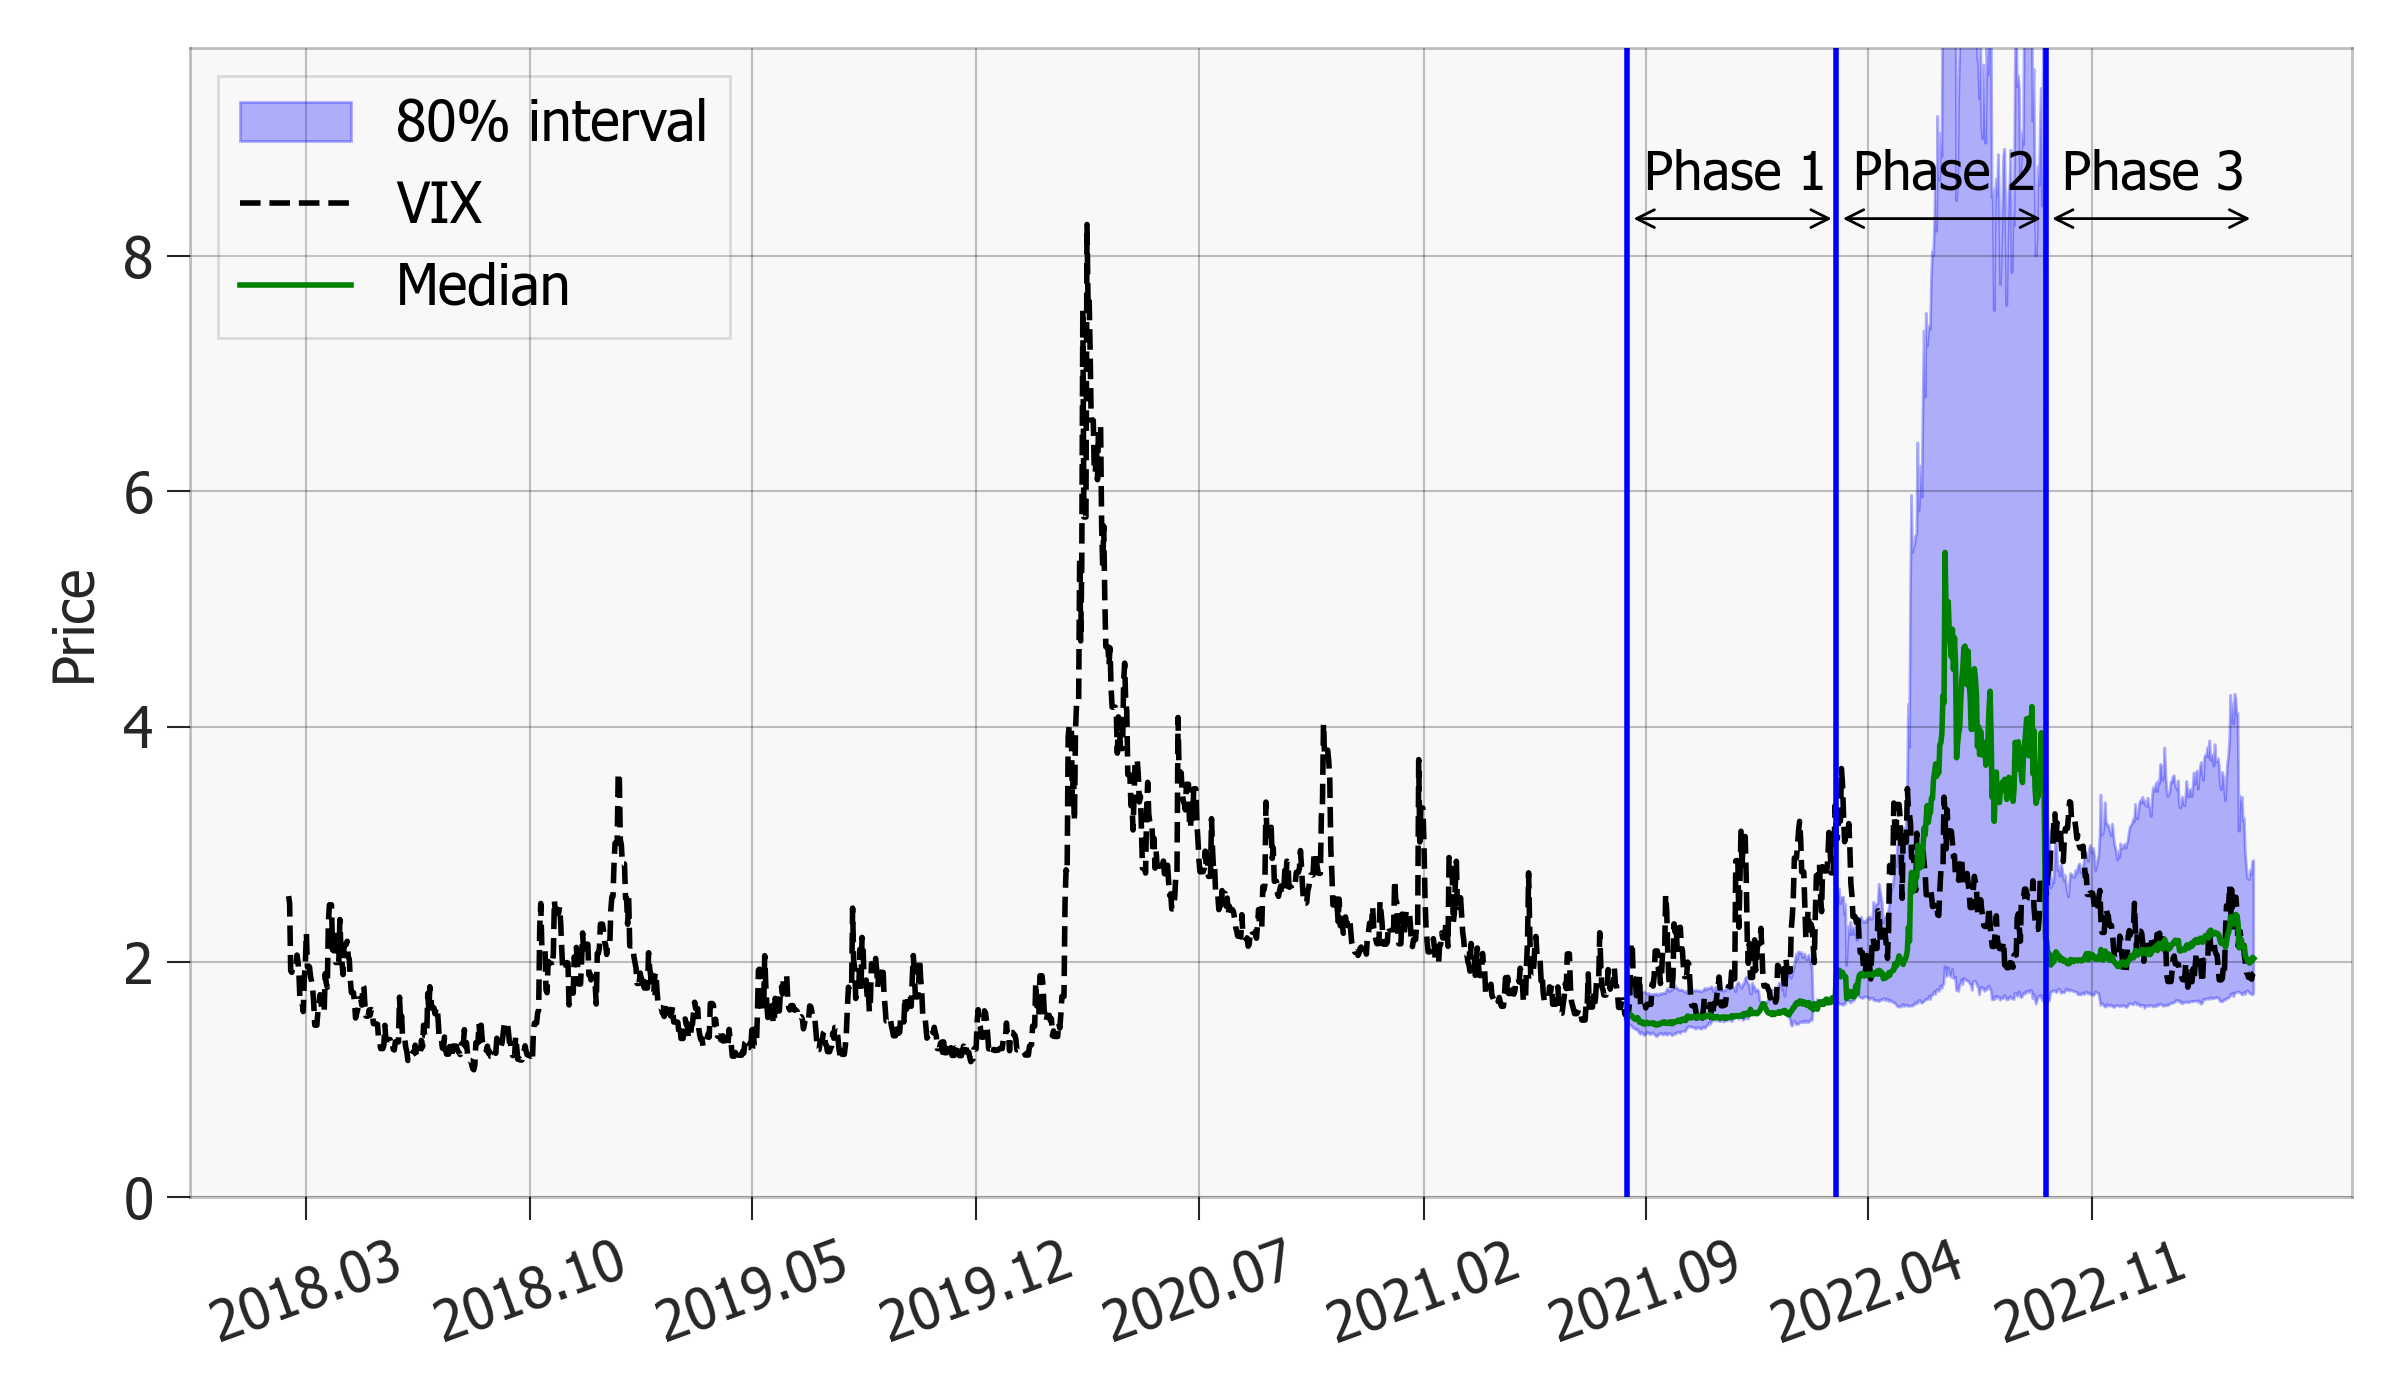 80% interval
VIX
Median
Phase 1
Phase 2
Phase 3
Price
8
6
4
2
0
2018.03
2018.10
2019.05
2019.12
2020.07
2021.02
2021.09
2022.04
2022.11